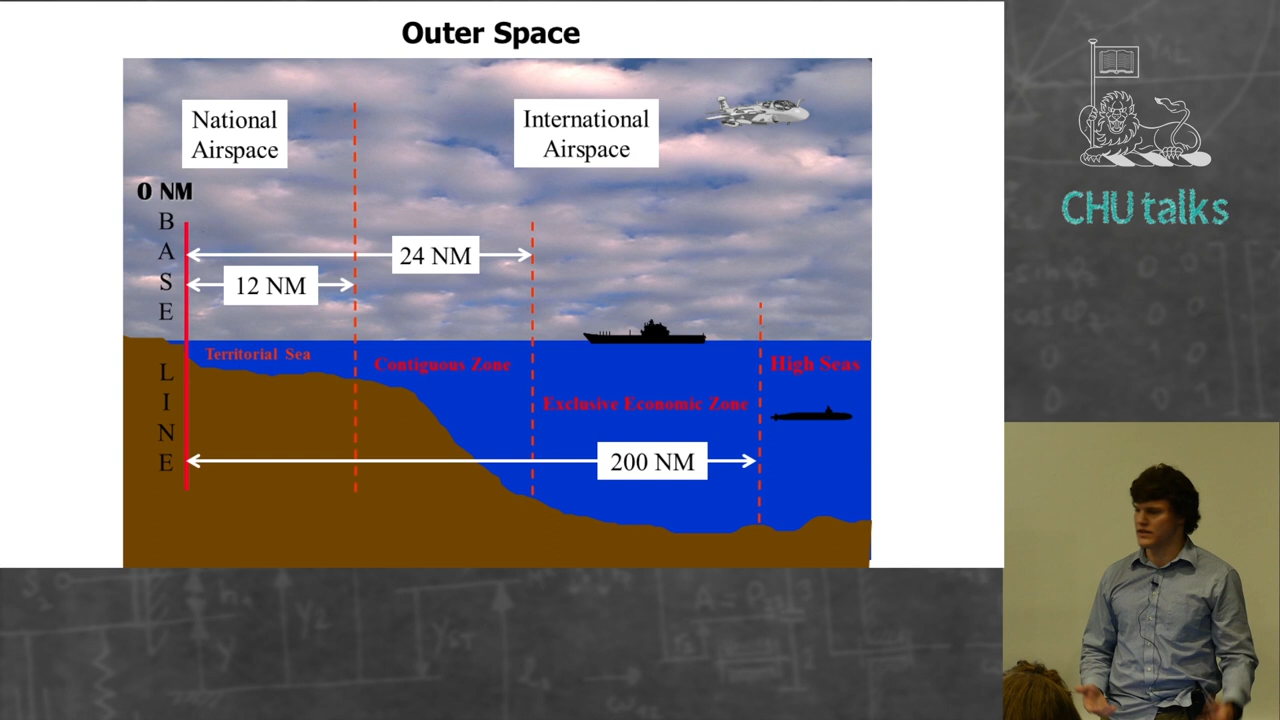 Outer Space
National
Airspace
International
Airspace
0 NM
B
A
S
E
L
I
N
E
24 NM
12 NM
Territorial Sea
Contiguous Zone
High Seas
Exclusive Economic Zone
200 NM
CHU talks